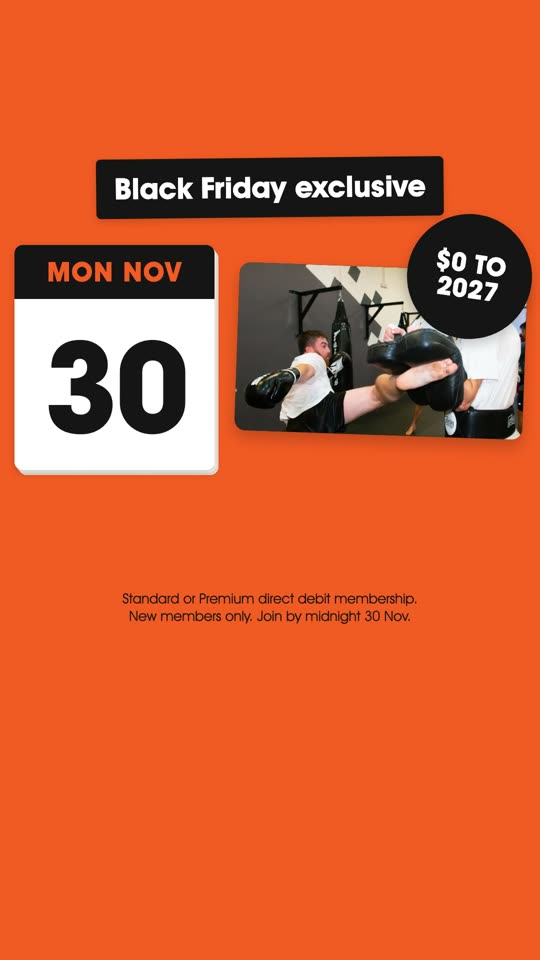 Black Friday exclusive
MON NOV
30
$0 TO
2027
Standard or Premium direct debit membership.
New members only. Join by midnight 30 Nov.